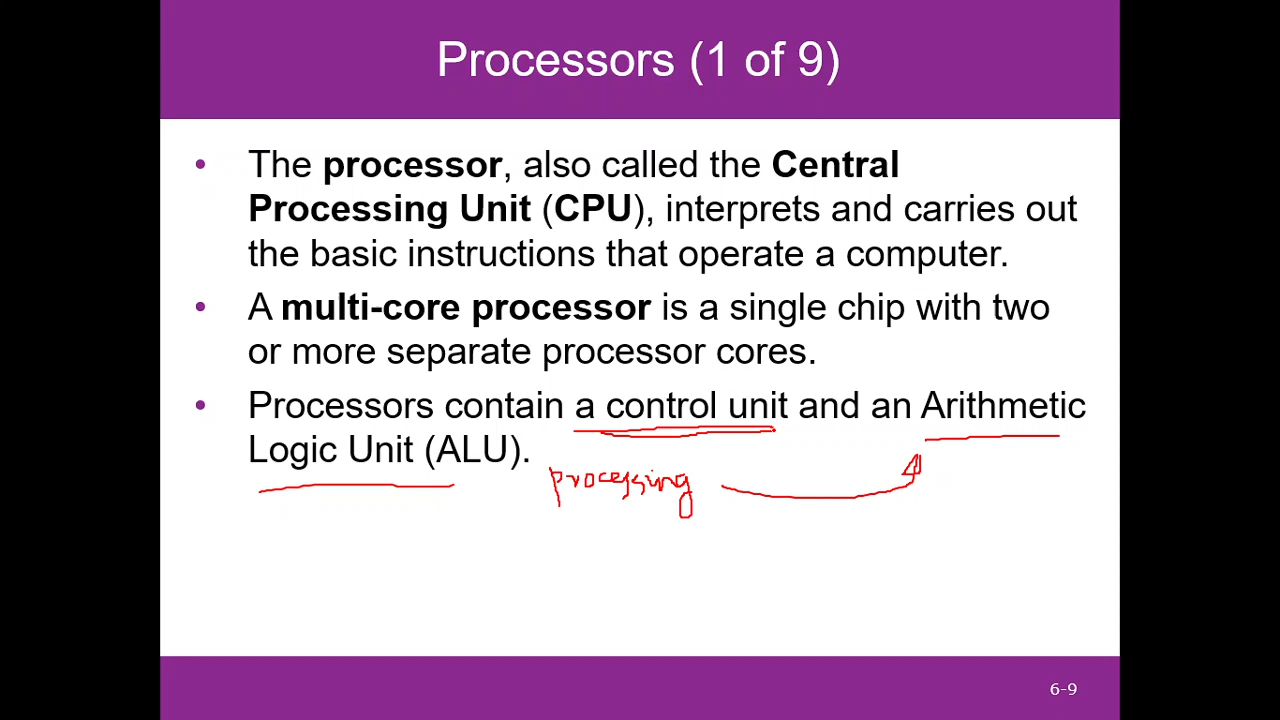 Processors (1 of 9)
• The processor, also called the Central
Processing Unit (CPU), interprets and carries out
the basic instructions that operate a computer.
• A multi-core processor is a single chip with two
or more separate processor cores.
• Processors contain a control unit and an Arithmetic
Logic Unit (ALU).
processing
6-9